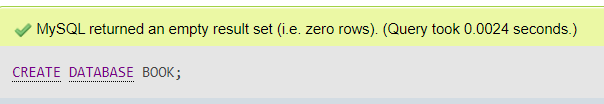 MySQL returned an empty result set (i.e. zero rows). (Query took 0.0024 seconds.)
CREATE DATABASE BOOK;